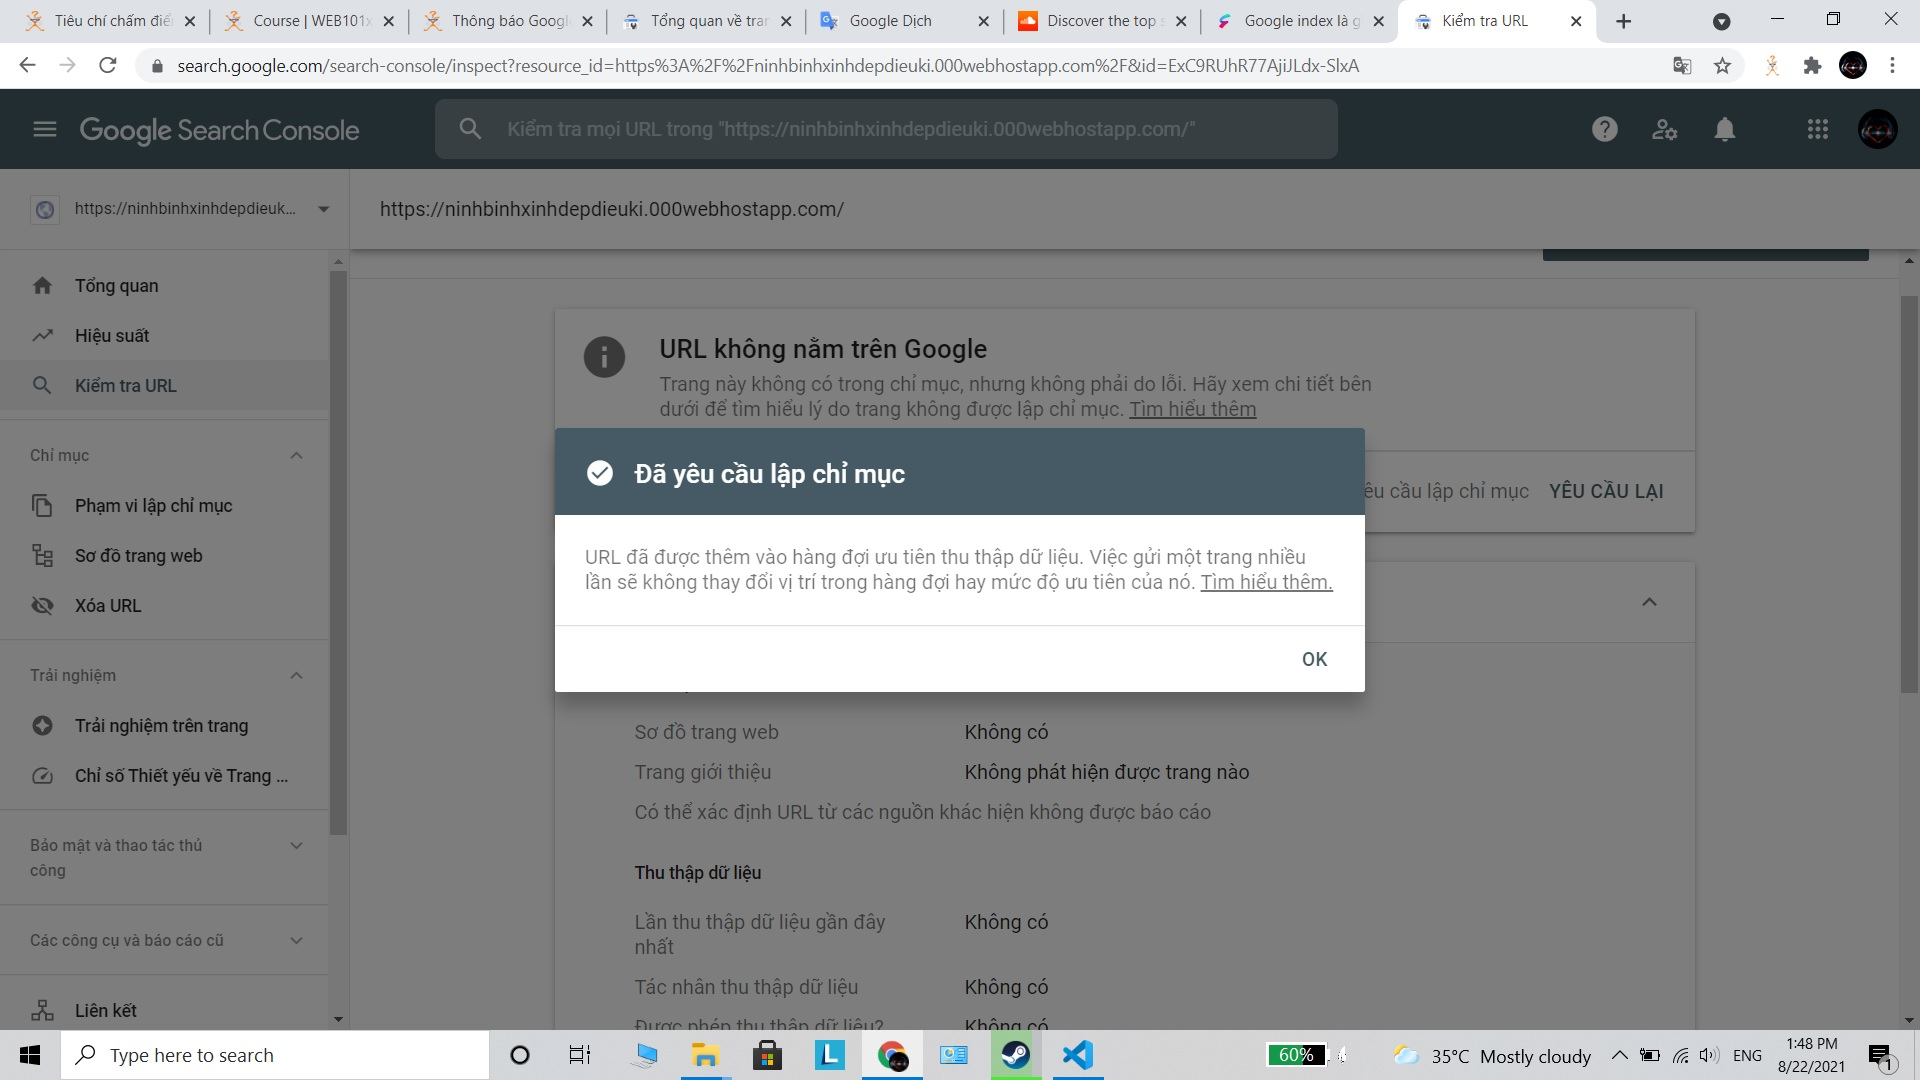 Tiêu chí chấm điể
Course | WEB101x
Thông báo Googl
Tổng quan về tran
Google Dịch
Discover the top s
Google index là g
Kiểm tra URL
search.google.com/search-console/inspect?resource_id=https%3A%2F%2Fninhbinhxinhdepdieuki.000webhostapp.com%2F&id=ExC9RUhR77AjiJLdx-SlxA
Google Search Console
Kiểm tra mọi URL trong "https://ninhbinhxinhdepdieuki.000webhostapp.com/"
https://ninhbinhxinhdepdieuk...
https://ninhbinhxinhdepdieuki.000webhostapp.com/
Tổng quan
Hiệu suất
Kiểm tra URL
Chỉ mục
Phạm vi lập chỉ mục
Sơ đồ trang web
Xóa URL
Trải nghiệm
Trải nghiệm trên trang
Chỉ số Thiết yếu về Trang ...
Bảo mật và thao tác thủ
công
Các công cụ và báo cáo cũ
Liên kết
URL không nằm trên Google
Trang này không có trong chỉ mục, nhưng không phải do lỗi. Hãy xem chi tiết bên
dưới để tìm hiểu lý do trang không được lập chỉ mục. Tìm hiểu thêm
êu cầu lập chỉ mục YÊU CẦU LẠI
Đã yêu cầu lập chỉ mục
URL đã được thêm vào hàng đợi ưu tiên thu thập dữ liệu. Việc gửi một trang nhiều
lần sẽ không thay đổi vị trí trong hàng đợi hay mức độ ưu tiên của nó. Tìm hiểu thêm.
OK
Sơ đồ trang web Không có
Trang giới thiệu Không phát hiện được trang nào
Có thể xác định URL từ các nguồn khác hiện không được báo cáo
Thu thập dữ liệu
Lần thu thập dữ liệu gần đây Không có
nhất
Tác nhân thu thập dữ liệu Không có
Được phép thu thập dữ liệu? Không có
Type here to search
60%
35°C Mostly cloudy
ENG
1:48 PM
8/22/2021
1